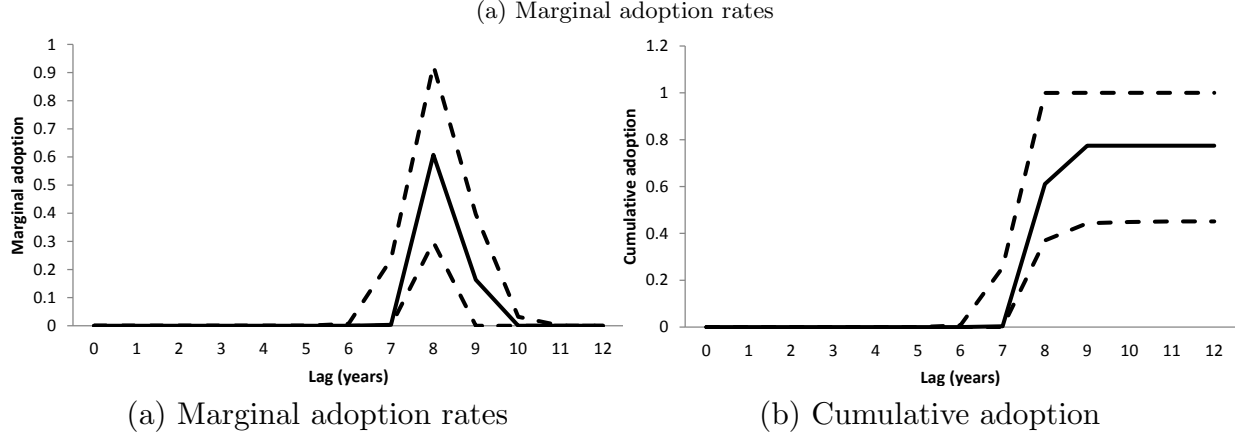 (a) Marginal adoption rates
1
0.9
0.8
0.7
0.6
0.5
0.4
0.3
0.2
0.1
0
Marginal adoption
0 1 2 3 4 5 6 7 8 9 10 11 12
Lag (years)
(a) Marginal adoption rates
1.2
1
0.8
0.6
0.4
0.2
0
Cumulative adoption
0 1 2 3 4 5 6 7 8 9 10 11 12
Lag (years)
(b) Cumulative adoption